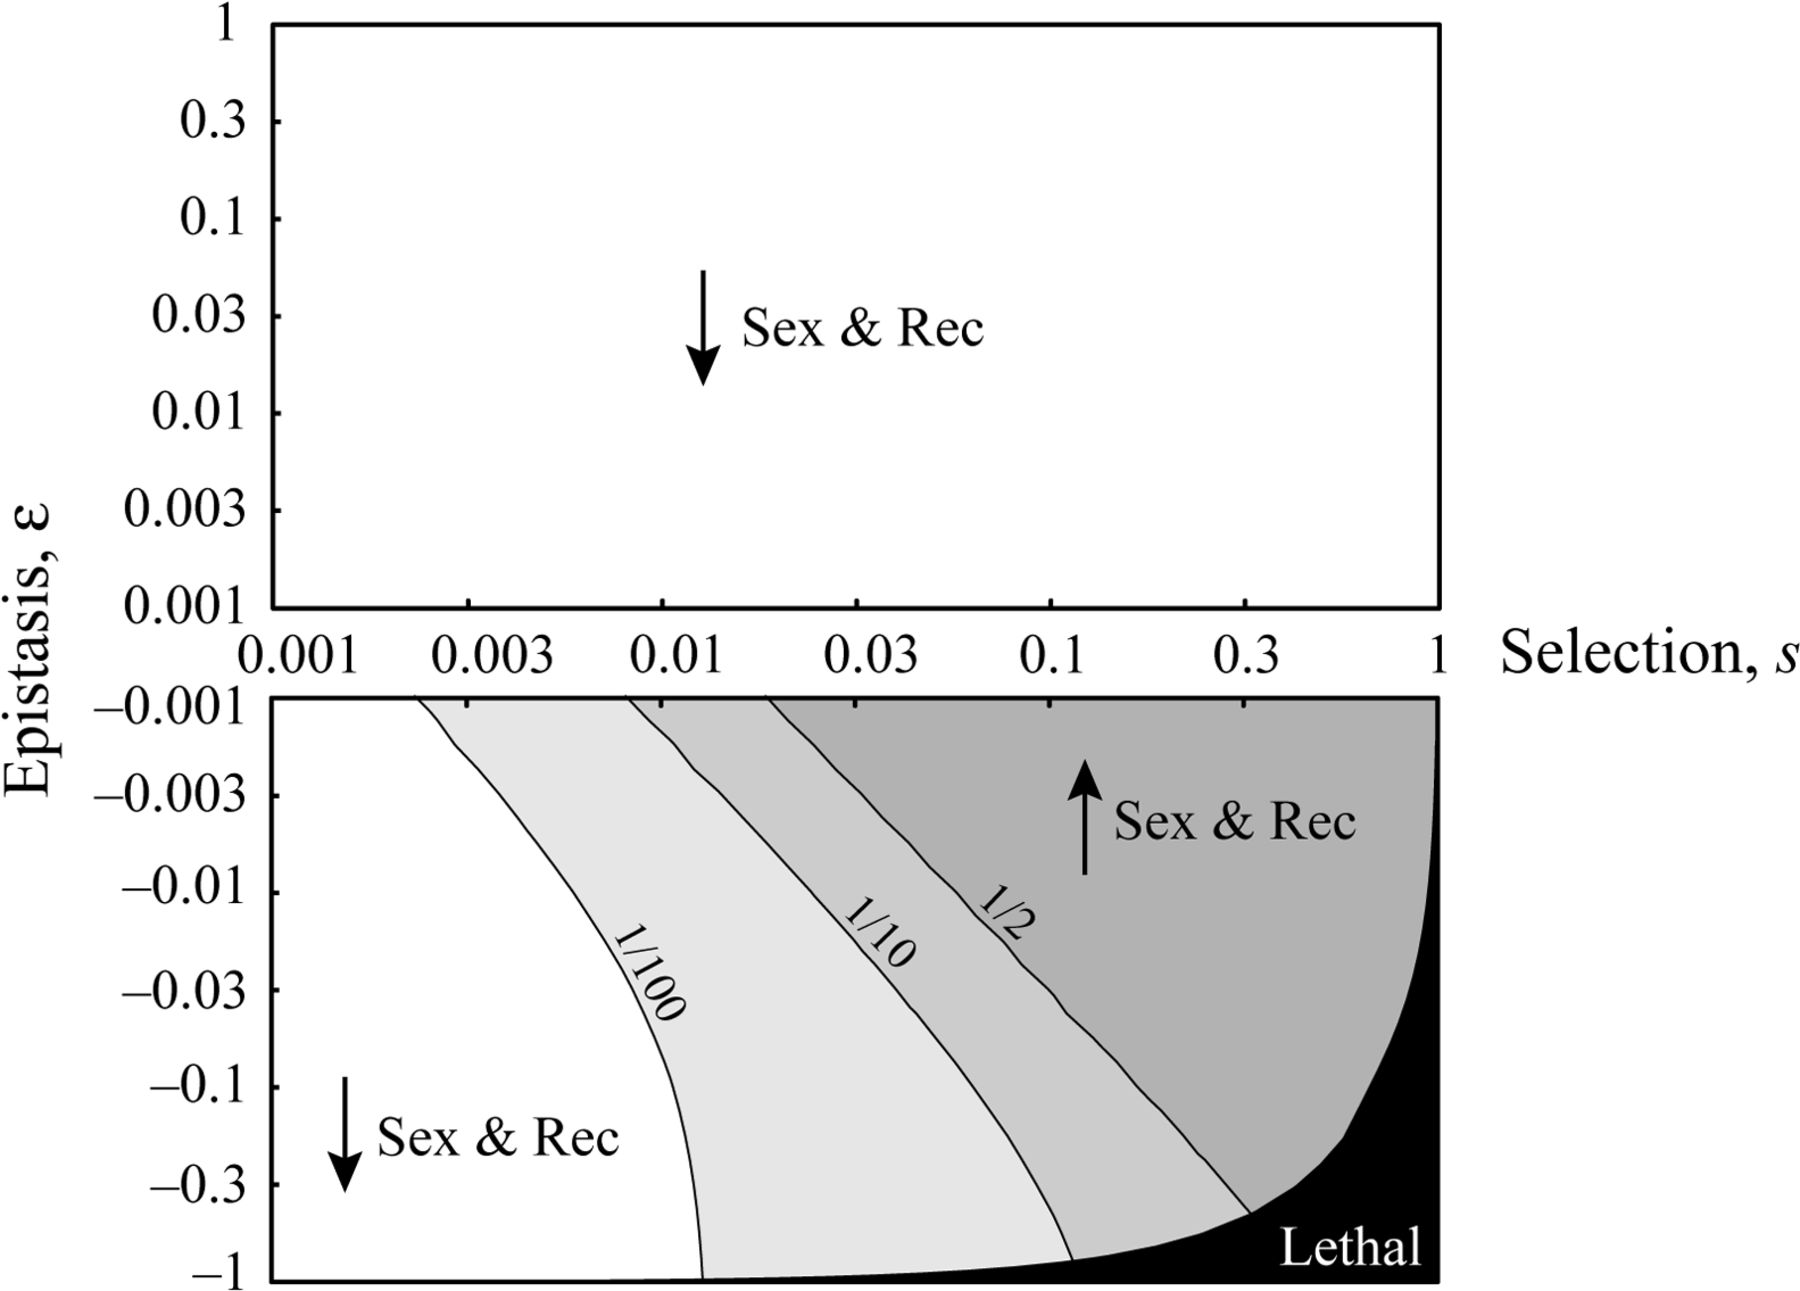 1
0.3
0.1
0.03
Sex & Rec
0.01
0.003
0.001
Epistasis, ε
0.001 0.003 0.01 0.03 0.1 0.3 1 Selection, s
–0.001
–0.003
Sex & Rec
–0.01
1/100 1/10 1/2
–0.03
–0.1
Sex & Rec
–0.3
Lethal
–1